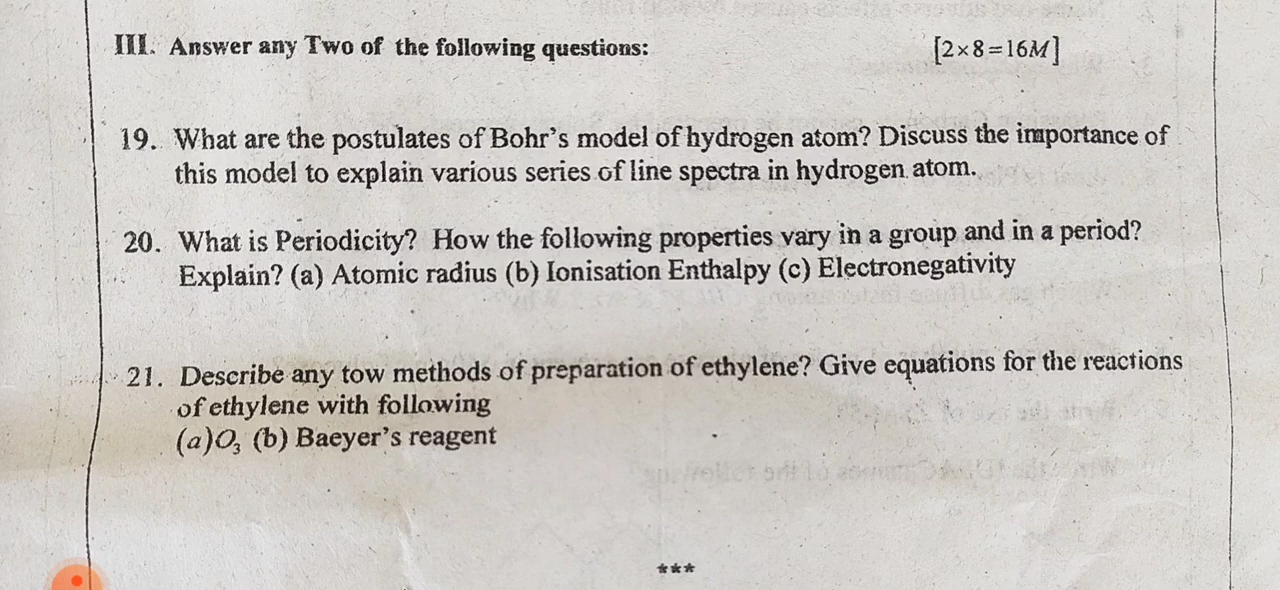 III. Answer any Two of the following questions: [2×8=16M]
19. What are the postulates of Bohr's model of hydrogen atom? Discuss the importance of
this model to explain various series of line spectra in hydrogen atom.
20. What is Periodicity? How the following properties vary in a group and in a period?
Explain? (a) Atomic radius (b) Ionisation Enthalpy (c) Electronegativity
21. Describe any tow methods of preparation of ethylene? Give equations for the reactions
of ethylene with following
(a)O₃ (b) Baeyer's reagent
***